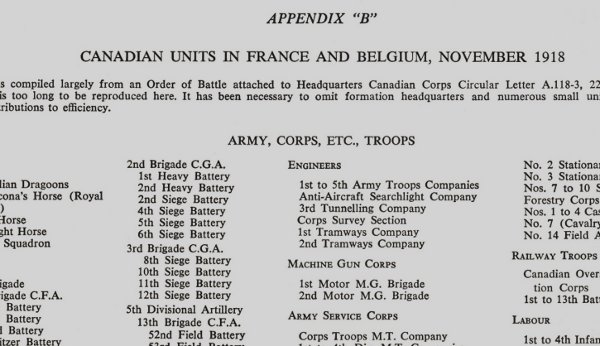 APPENDIX "B"
CANADIAN UNITS IN FRANCE AND BELGIUM, NOVEMBER 1918
s compiled largely from an Order of Battle attached to Headquarters Canadian Corps Circular Letter A.118-3, 22
is too long to be reproduced here. It has been necessary to omit formation headquarters and numerous small un
tributions to efficiency.
ARMY, CORPS, ETC., TROOPS
lian Dragoons
cona's Horse (Royal
)
Horse
ght Horse
Squadron
igade
igade C.F.A.
Battery
Battery
d Battery
itzer Battery
2nd Brigade C.G.A.
1st Heavy Battery
2nd Heavy Battery
2nd Siege Battery
4th Siege Battery
5th Siege Battery
6th Siege Battery
3rd Brigade C.G.A.
8th Siege Battery
10th Siege Battery
11th Siege Battery
12th Siege Battery
5th Divisional Artillery
13th Brigade C.F.A.
52nd Field Battery
53rd Field Battery
ENGINEERS
1st to 5th Army Troops Companies
Anti-Aircraft Searchlight Company
3rd Tunnelling Company
Corps Survey Section
1st Tramways Company
2nd Tramways Company
MACHINE GUN CORPS
1st Motor M.G. Brigade
2nd Motor M.G. Brigade
ARMY SERVICE CORPS
Corps Troops M.T. Company
M.T. Company
No. 2 Stationa
No. 3 Stationa
Nos. 7 to 10 S
Forestry Corps
Nos. 1 to 4 Cas
No. 7 (Cavalry
No. 14 Field A
RAILWAY TROOPS
Canadian Over
tion Corps
1st to 13th Batt
LABOUR
1st to 4th Infan